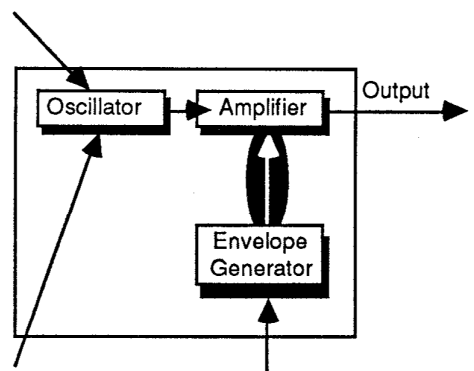 Oscillator
Amplifier
Output
Envelope
Generator